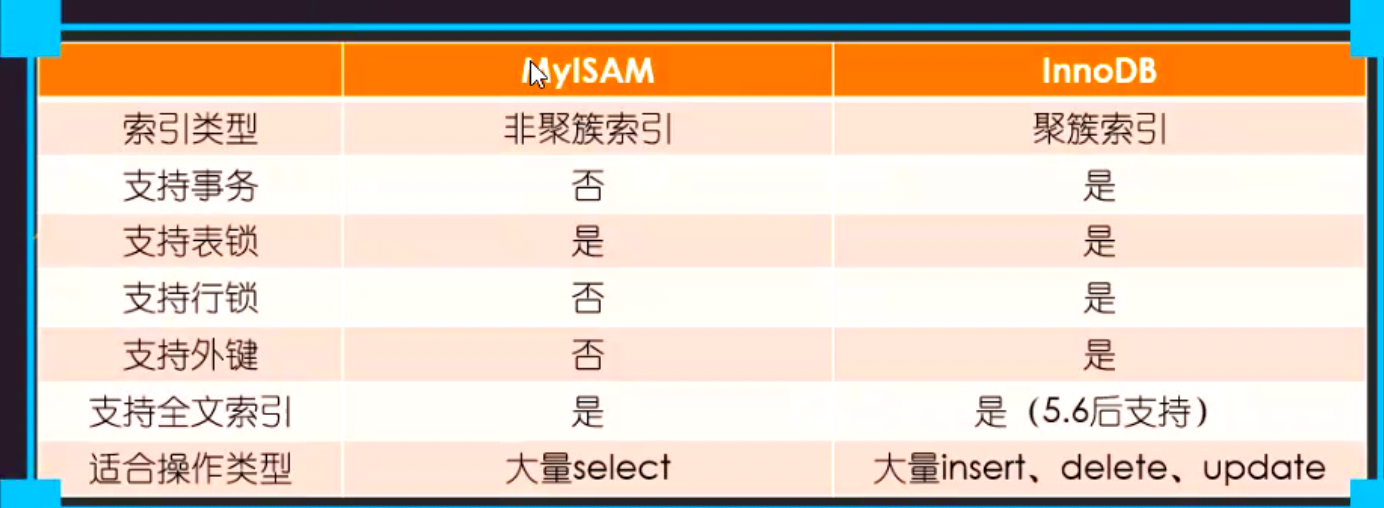 MyISAM InnoDB
索引类型 非聚簇索引 聚簇索引
支持事务 否 是
支持表锁 是 是
支持行锁 否 是
支持外键 否 是
支持全文索引 是 是（5.6后支持）
适合操作类型 大量select 大量insert、delete、update